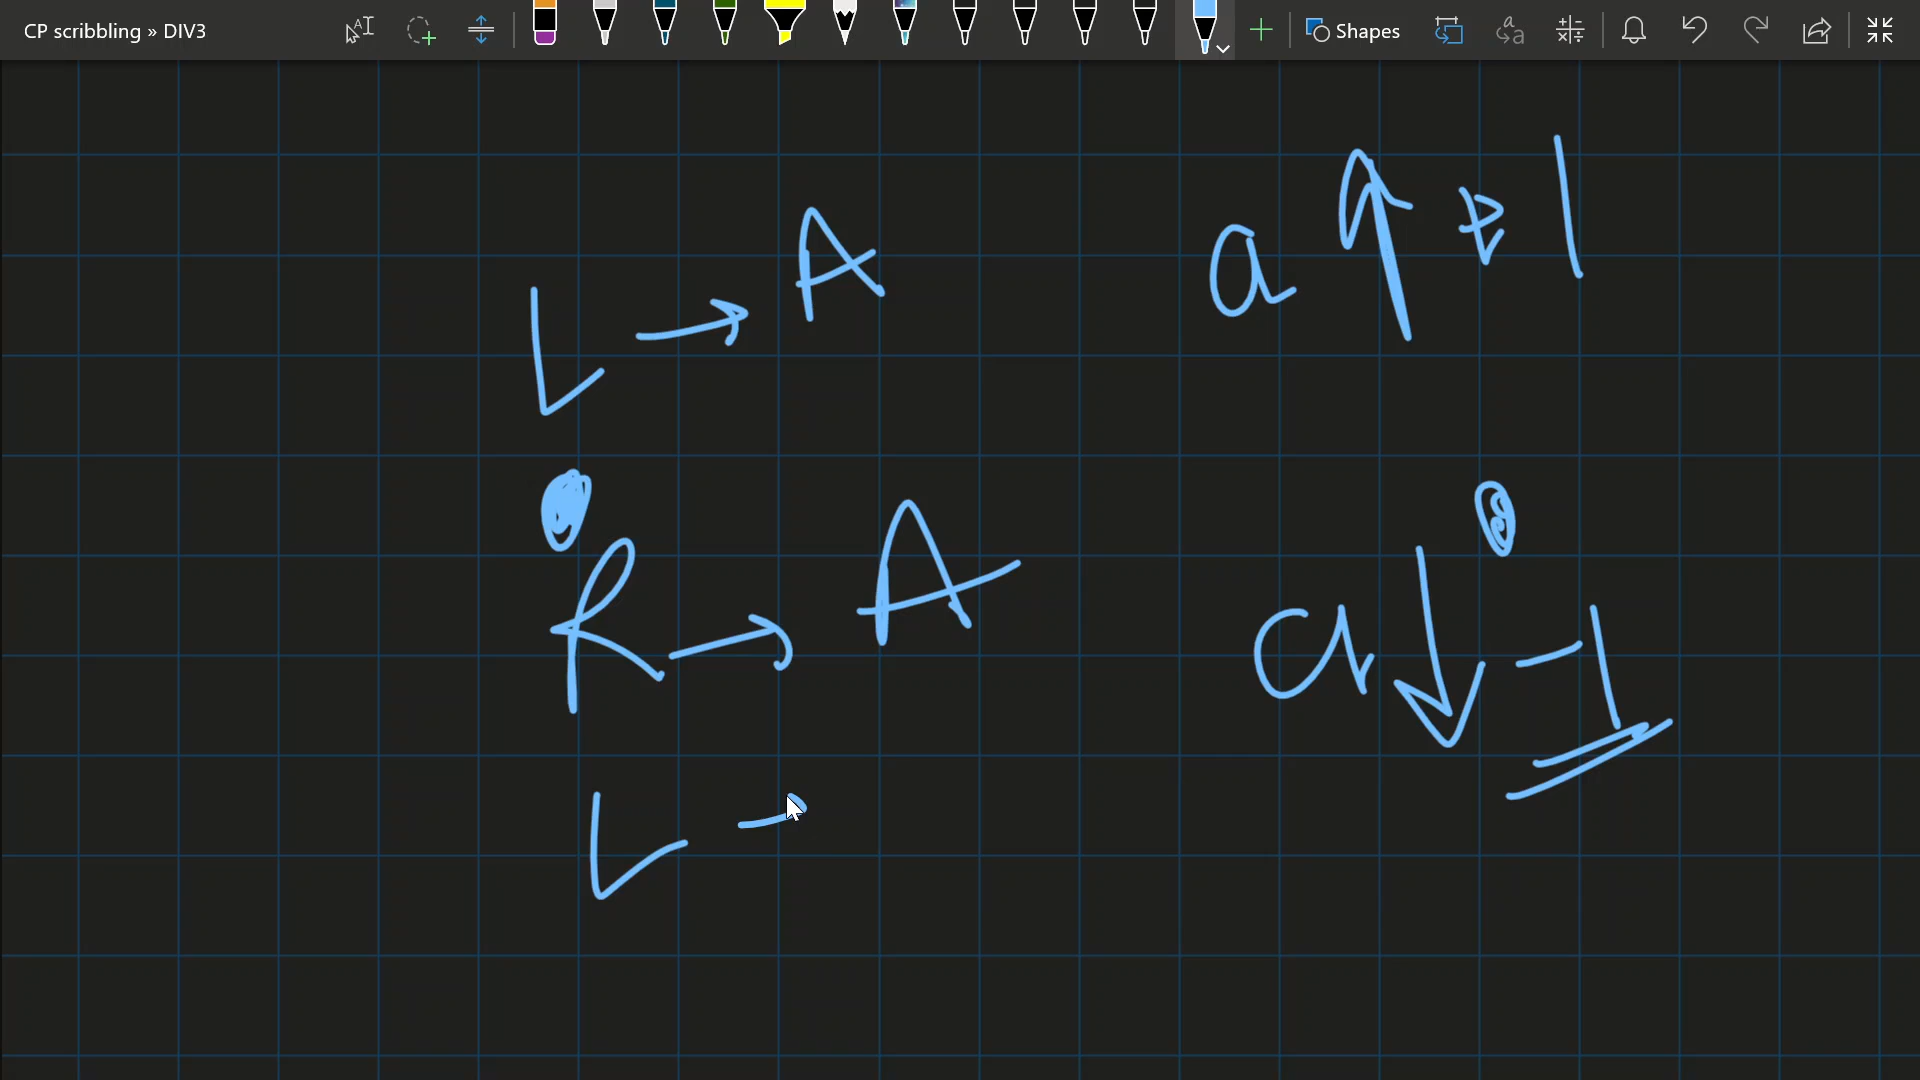 CP scribbling » DIV3
Shapes
L → A
a ↑ 1
R → A
a ↓ - 1
L →